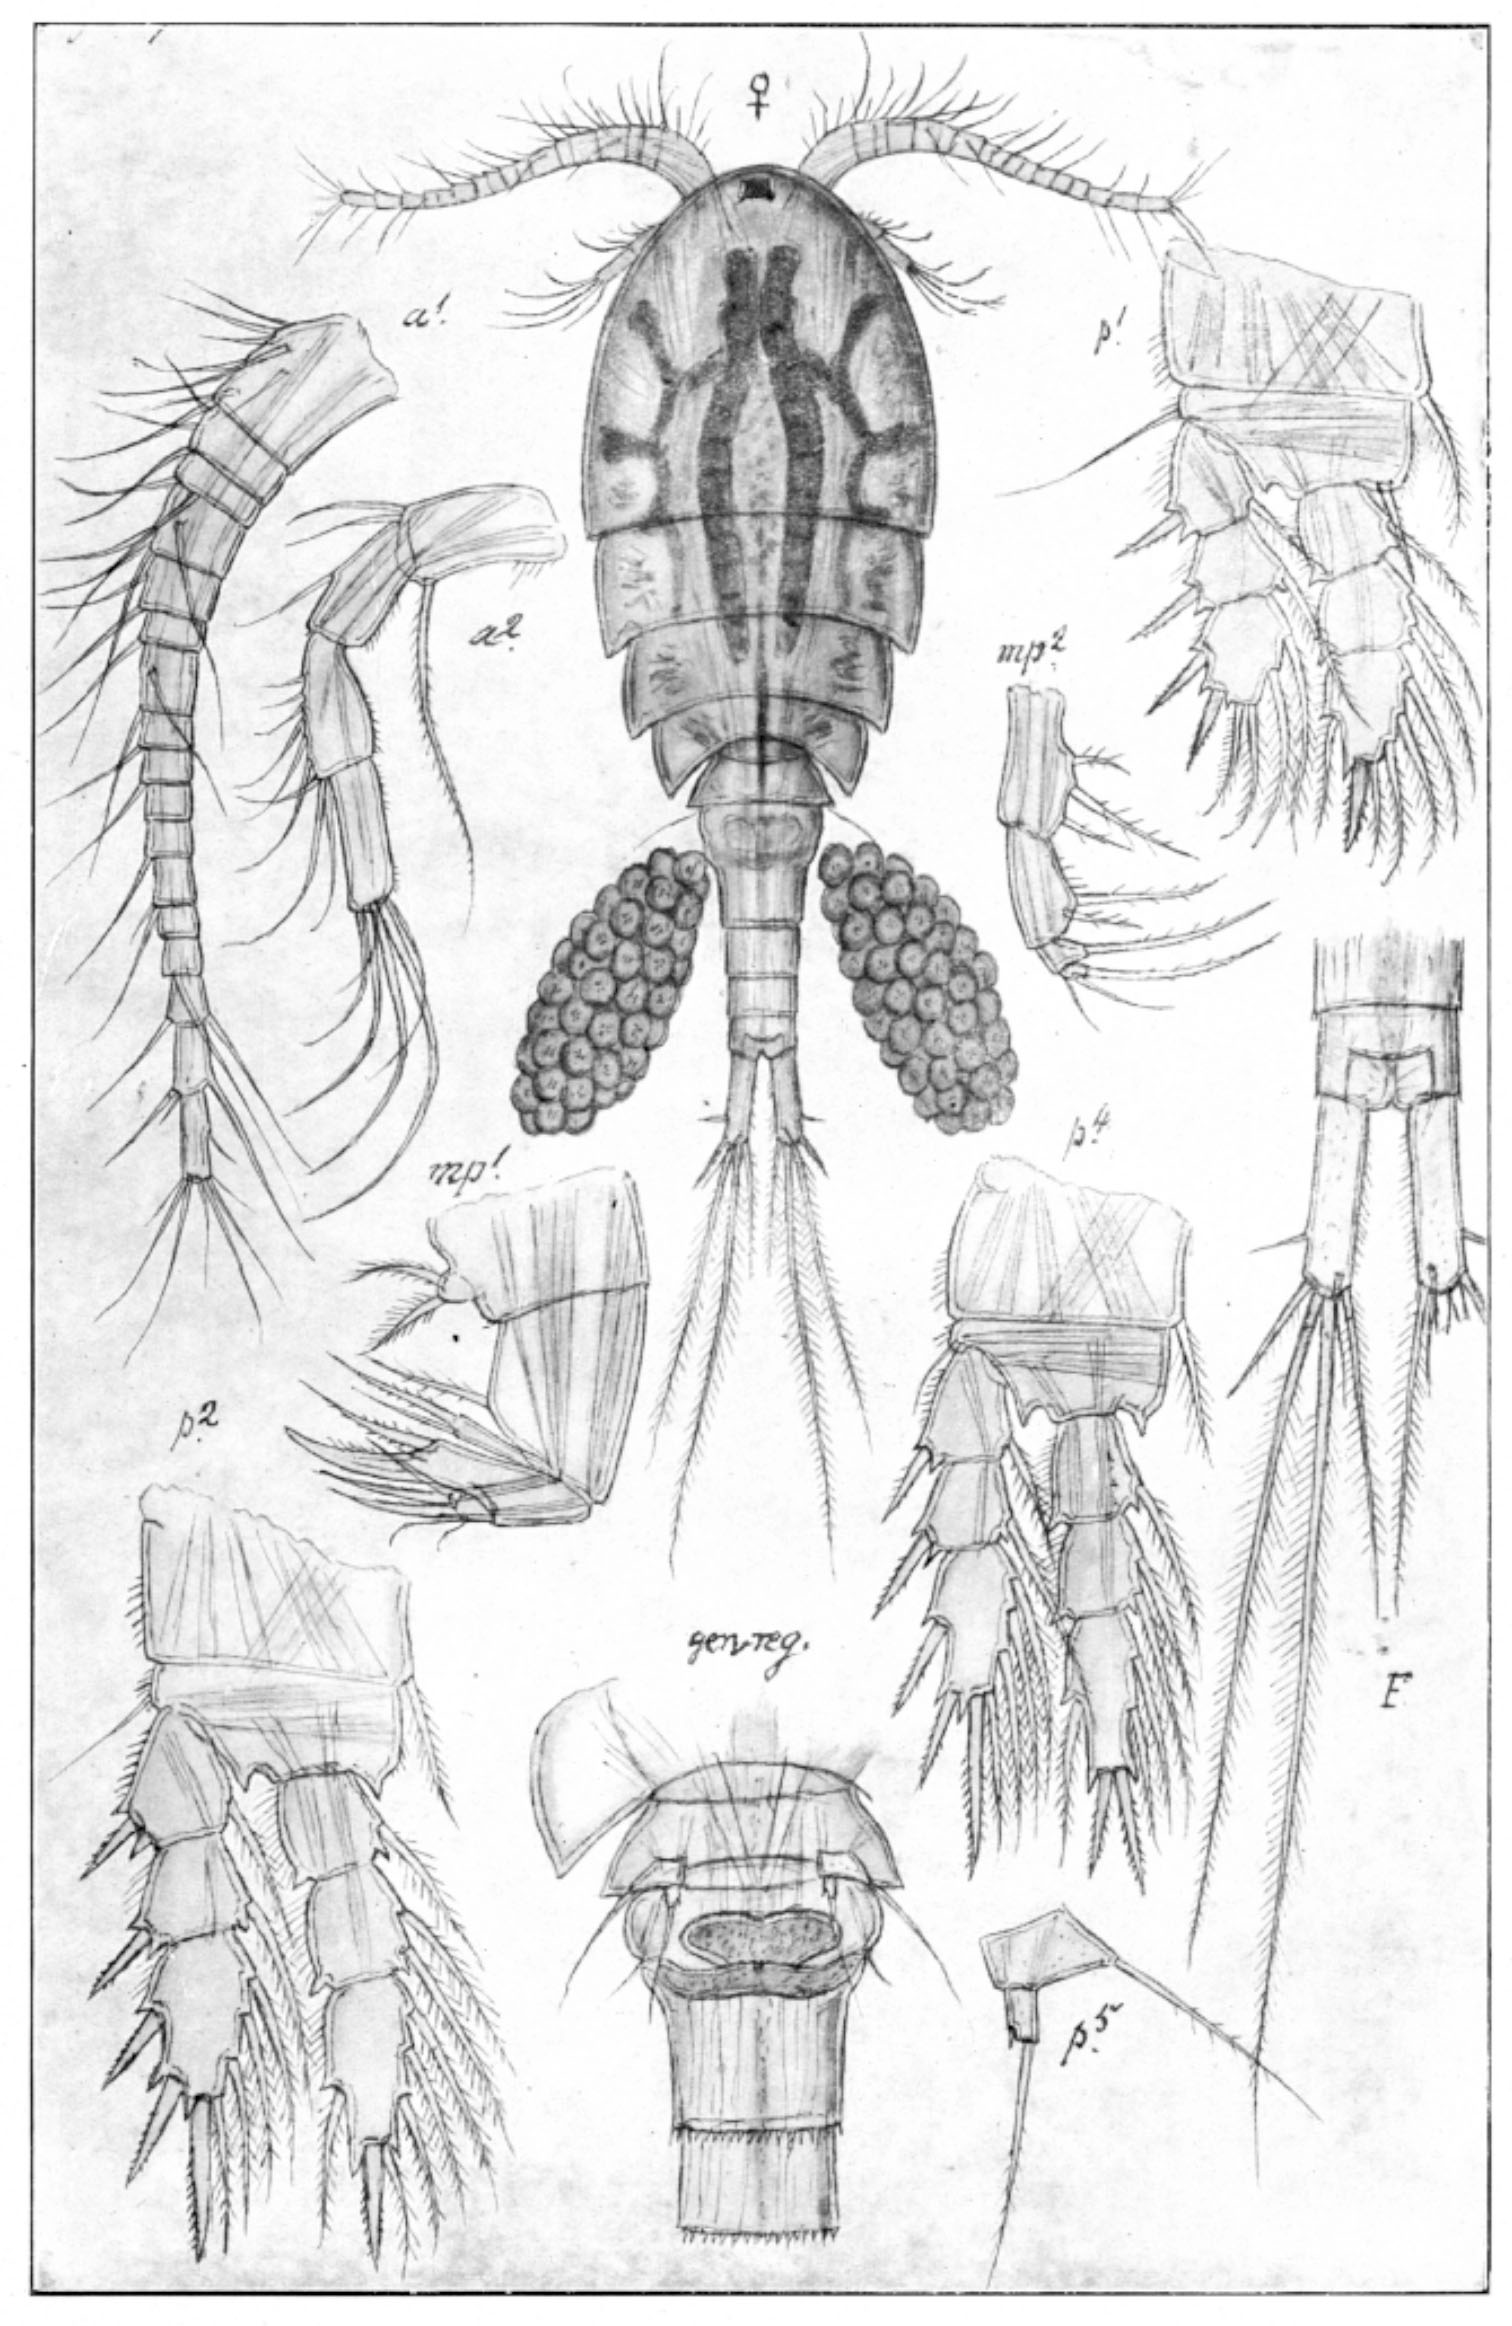 ♀
a¹.
p¹.
a².
mp².
p⁴.
mp¹.
p².
gen.reg.
F
p⁵.